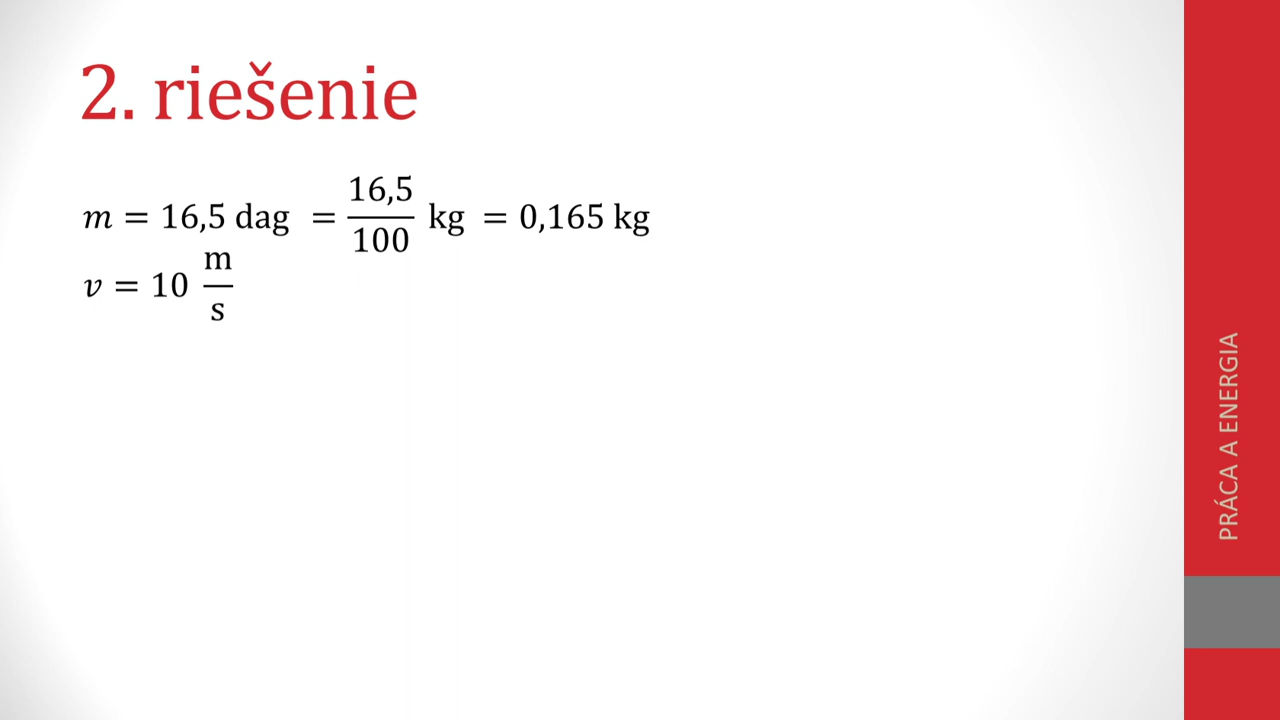 2. riešenie
m = 16,5 dag = 16,5/100 kg = 0,165 kg
v = 10 m/s
PRÁCA A ENERGIA